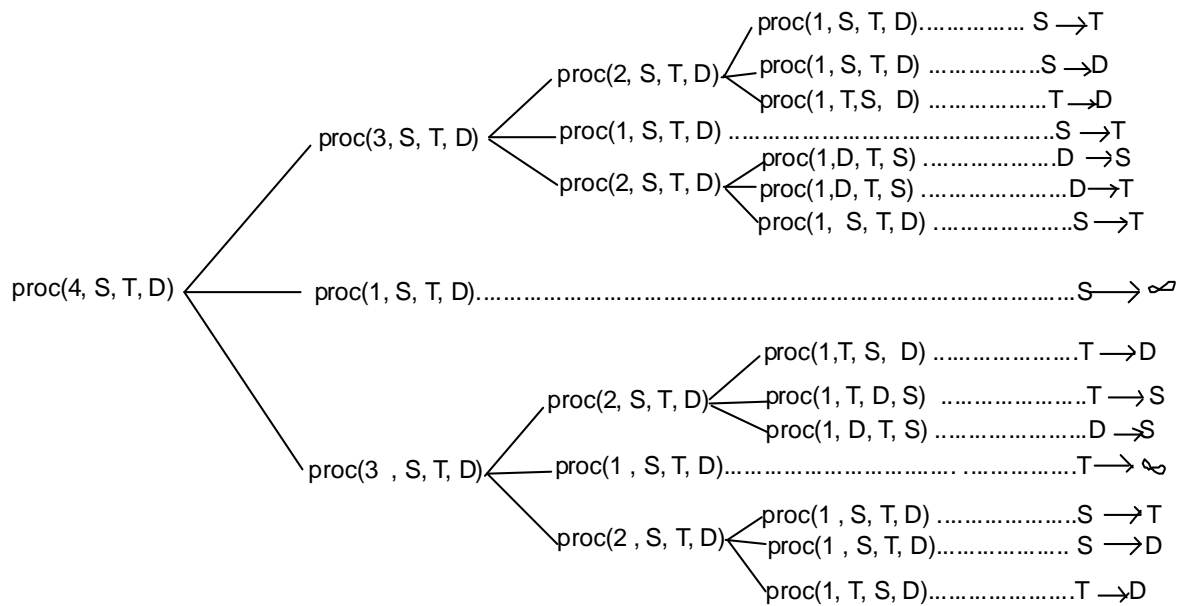 proc(1, S, T, D).…………… S → T
proc(2, S, T, D)
proc(1, S, T, D) ……………..S → D
proc(1, T,S, D) ………………T → D
proc(3, S, T, D)
proc(1, S, T, D) ………………………………………….S → T
proc(1,D, T, S) ………………….D → S
proc(2, S, T, D)
proc(1,D, T, S) …………………..D → T
proc(1, S, T, D) …………………..S → T
proc(4, S, T, D)
proc(1, S, T, D)……………………………………………………………………S →
proc(1,T, S, D) ………………….T → D
proc(2, S, T, D)
proc(1, T, D, S) …………………..T → S
proc(1, D, T, S) ……………………D → S
proc(3 , S, T, D)
proc(1 , S, T, D)…………………………… ………………..T →
proc(1 , S, T, D) …………………S → T
proc(2 , S, T, D)
proc(1 , S, T, D)………………….. S → D
proc(1, T, S, D)…………………….T → D